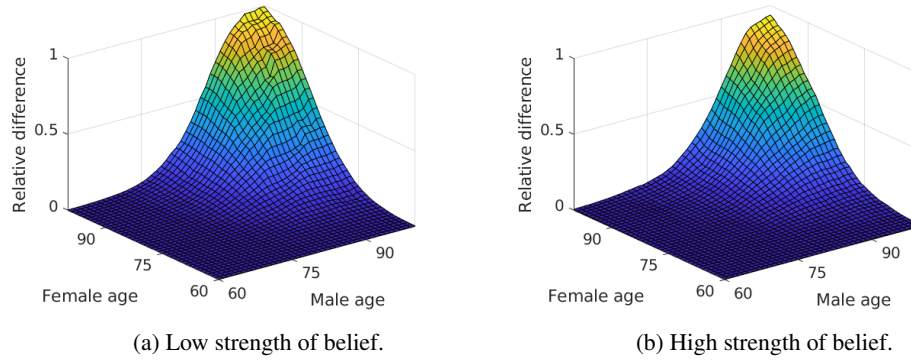 1
0.5
0
Relative difference
90
75
60
Female age
60
75
90
Male age
(a) Low strength of belief.
1
0.5
0
Relative difference
90
75
60
Female age
60
75
90
Male age
(b) High strength of belief.